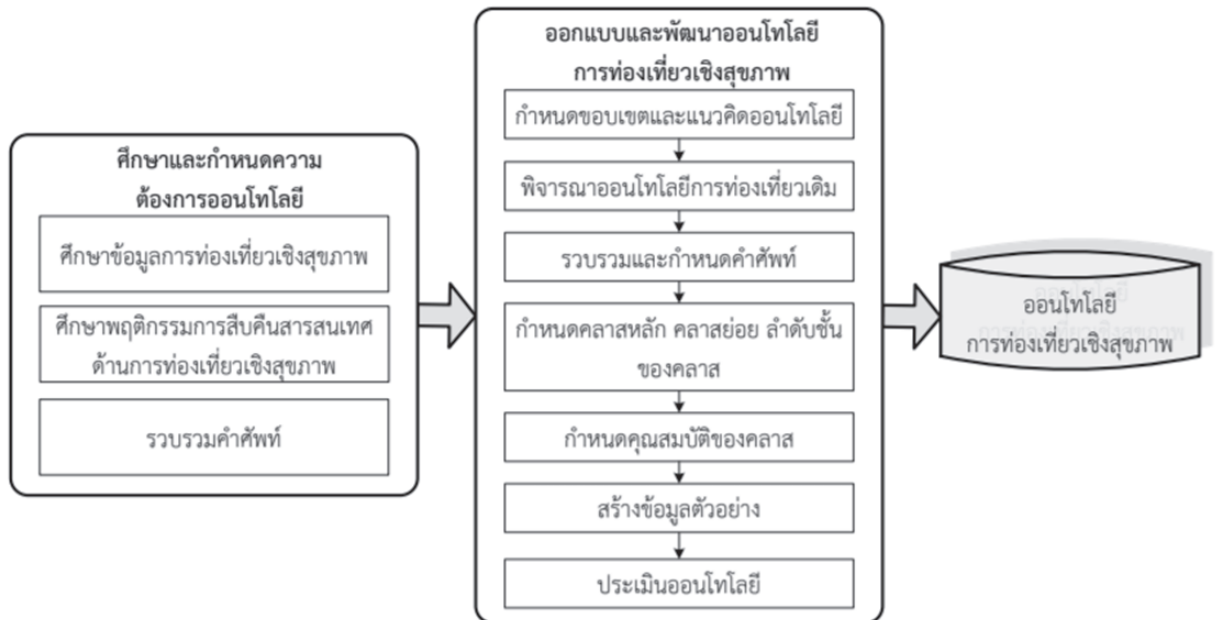 ศึกษาและกำหนดความ
ต้องการออนโทโลยี
ศึกษาข้อมูลการท่องเที่ยวเชิงสุขภาพ
ศึกษาพฤติกรรมการสืบคืนสารสนเทศ
ด้านการท่องเที่ยวเชิงสุขภาพ
รวบรวมคำศัพท์
ออกแบบและพัฒนาออนโทโลยี
การท่องเที่ยวเชิงสุขภาพ
กำหนดขอบเขตและแนวคิดออนโทโลยี
พิจารณาออนโทโลยีการท่องเที่ยวเดิม
รวบรวมและกำหนดคำศัพท์
กำหนดคลาสหลัก คลาสย่อย ลำดับชั้น
ของคลาส
กำหนดคุณสมบัติของคลาส
สร้างข้อมูลตัวอย่าง
ประเมินออนโทโลยี
ออนโทโลยี
การท่องเที่ยวเชิงสุขภาพ